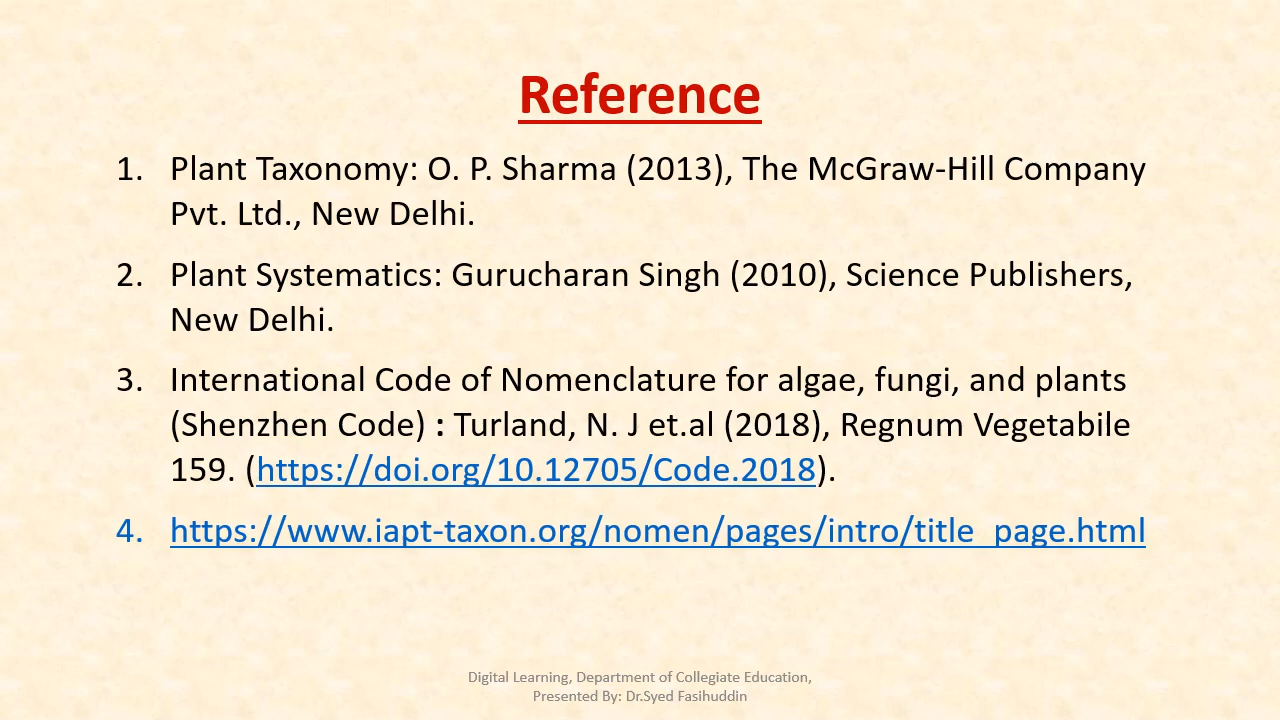 Reference
1. Plant Taxonomy: O. P. Sharma (2013), The McGraw-Hill Company
Pvt. Ltd., New Delhi.
2. Plant Systematics: Gurucharan Singh (2010), Science Publishers,
New Delhi.
3. International Code of Nomenclature for algae, fungi, and plants
(Shenzhen Code) : Turland, N. J et.al (2018), Regnum Vegetabile
159. (https://doi.org/10.12705/Code.2018).
4. https://www.iapt-taxon.org/nomen/pages/intro/title_page.html
Digital Learning, Department of Collegiate Education,
Presented By: Dr.Syed Fasihuddin